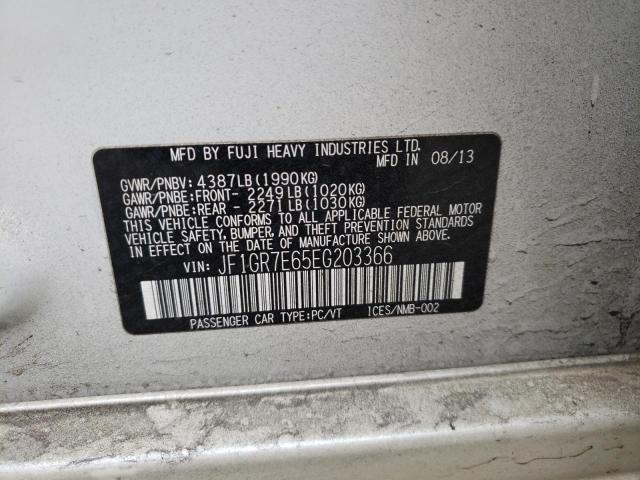 MFD BY FUJI HEAVY INDUSTRIES LTD.
MFD IN 08/13
GVWR/PNBV: 4387LB(1990KG)
GAWR/PNBE:FRONT- 2249LB(1020KG)
GAWR/PNBE:REAR - 2271LB(1030KG)
THIS VEHICLE CONFORMS TO ALL APPLICABLE FEDERAL MOTOR
VEHICLE SAFETY, BUMPER, AND THEFT PREVENTION STANDARDS
IN EFFECT ON THE DATE OF MANUFACTURE SHOWN ABOVE.
VIN: JF1GR7E65EG203366
PASSENGER CAR TYPE:PC/VT ICES/NMB-002